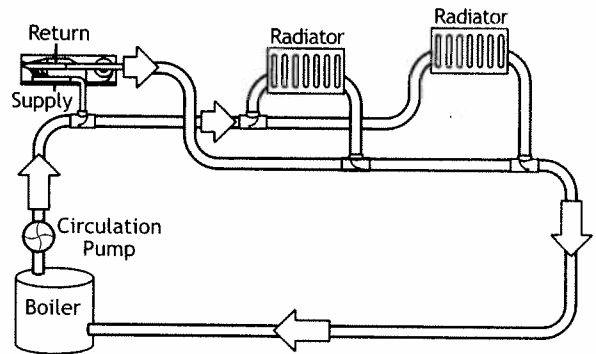 Radiator
Radiator
Return
Supply
Circulation
Pump
Boiler